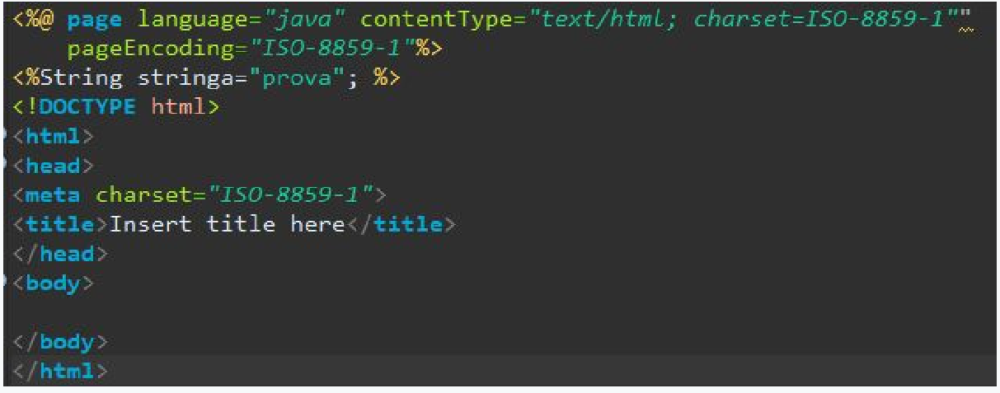 <%@ page language="java" contentType="text/html; charset=ISO-8859-1""
    pageEncoding="ISO-8859-1"%>
<%String stringa="prova"; %>
<!DOCTYPE html>
<html>
<head>
<meta charset="ISO-8859-1">
<title>Insert title here</title>
</head>
<body>

</body>
</html>